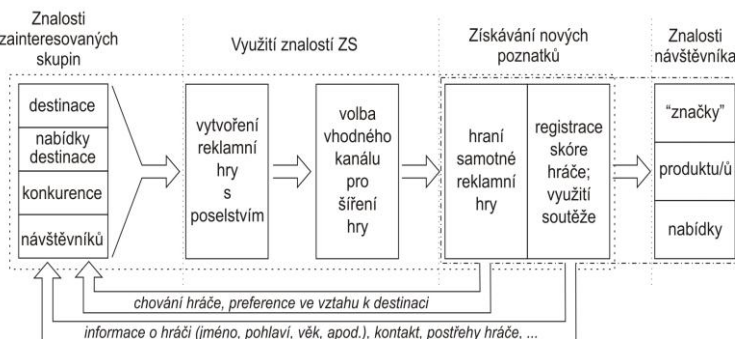 Znalosti
zainteresovaných
skupin
Využití znalostí ZS
Získávání nových
poznatků
Znalosti
návštěvníka
destinace
nabídky
destinace
konkurence
návštěvníků
vytvoření
reklamní
hry
s
poselstvím
volba
vhodného
kanálu
pro
šíření
hry
hraní
samotné
reklamní
hry
registrace
skóre
hráče;
využití
soutěže
“značky”
produktu/ů
nabídky
chování hráče, preference ve vztahu k destinaci
informace o hráči (jméno, pohlaví, věk, apod.), kontakt, postřehy hráče, ...